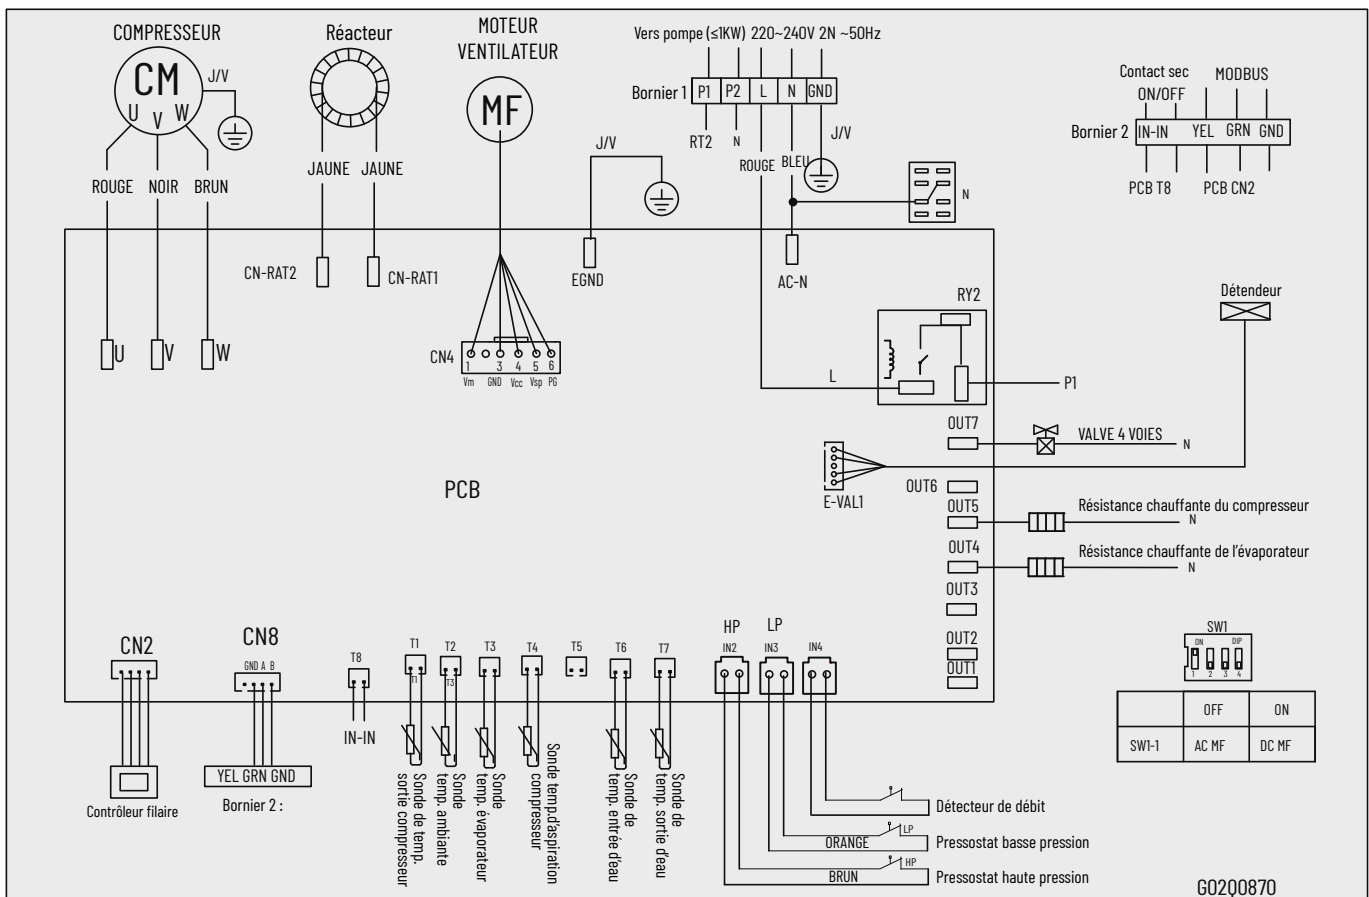 COMPRESSEUR
CM
U V W
J/V
ROUGE NOIR BRUN
U V W
Réacteur
JAUNE JAUNE
CN-RAT2 CN-RAT1
MOTEUR
VENTILATEUR
MF
CN4
1 3 4 5 6
Vm GND Vcc Vsp PG
J/V
EGND
Vers pompe (≤1KW) 220~240V 2N ~50Hz
Bornier 1 P1 P2 L N GND
RT2 N
ROUGE BLEU
J/V
N
AC-N
Contact sec
ON/OFF
MODBUS
Bornier 2 IN-IN YEL GRN GND
PCB T8 PCB CN2
RY2
L
P1
Détendeur
OUT7
VALVE 4 VOIES N
E-VAL1
OUT6
OUT5
Résistance chauffante du compresseur
N
OUT4
Résistance chauffante de l'évaporateur
N
OUT3
OUT2
OUT1
PCB
CN2
Contrôleur filaire
CN8
GND A B
YEL GRN GND
Bornier 2 :
T8
IN-IN
T1
T1
Sonde de temp.
sortie compresseur
T2
T3
Sonde
temp. ambiante
T3
Sonde
temp. évaporateur
T4
Sonde temp.d'aspiration
compresseur
T5
T6
Sonde de
temp. entrée d'eau
T7
Sonde de
temp. sortie d'eau
HP LP
IN2 IN3 IN4
Détecteur de débit
LP
ORANGE
Pressostat basse pression
HP
BRUN
Pressostat haute pression
SW1
ON DIP
1 2 3 4
OFF ON
SW1-1 AC MF DC MF
G02Q0870